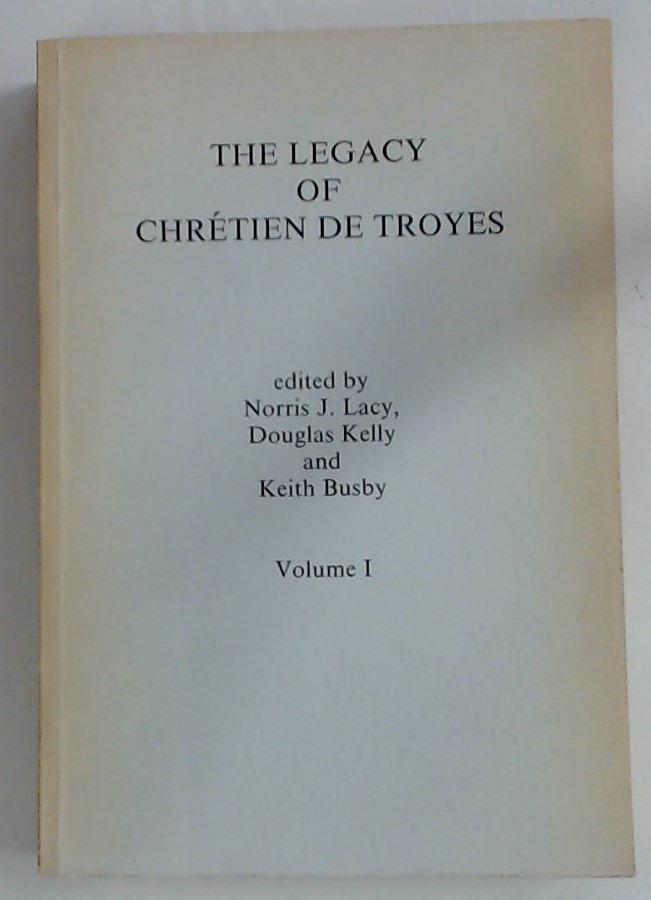 THE LEGACY
OF
CHRÉTIEN DE TROYES
edited by
Norris J. Lacy,
Douglas Kelly
and
Keith Busby
Volume I